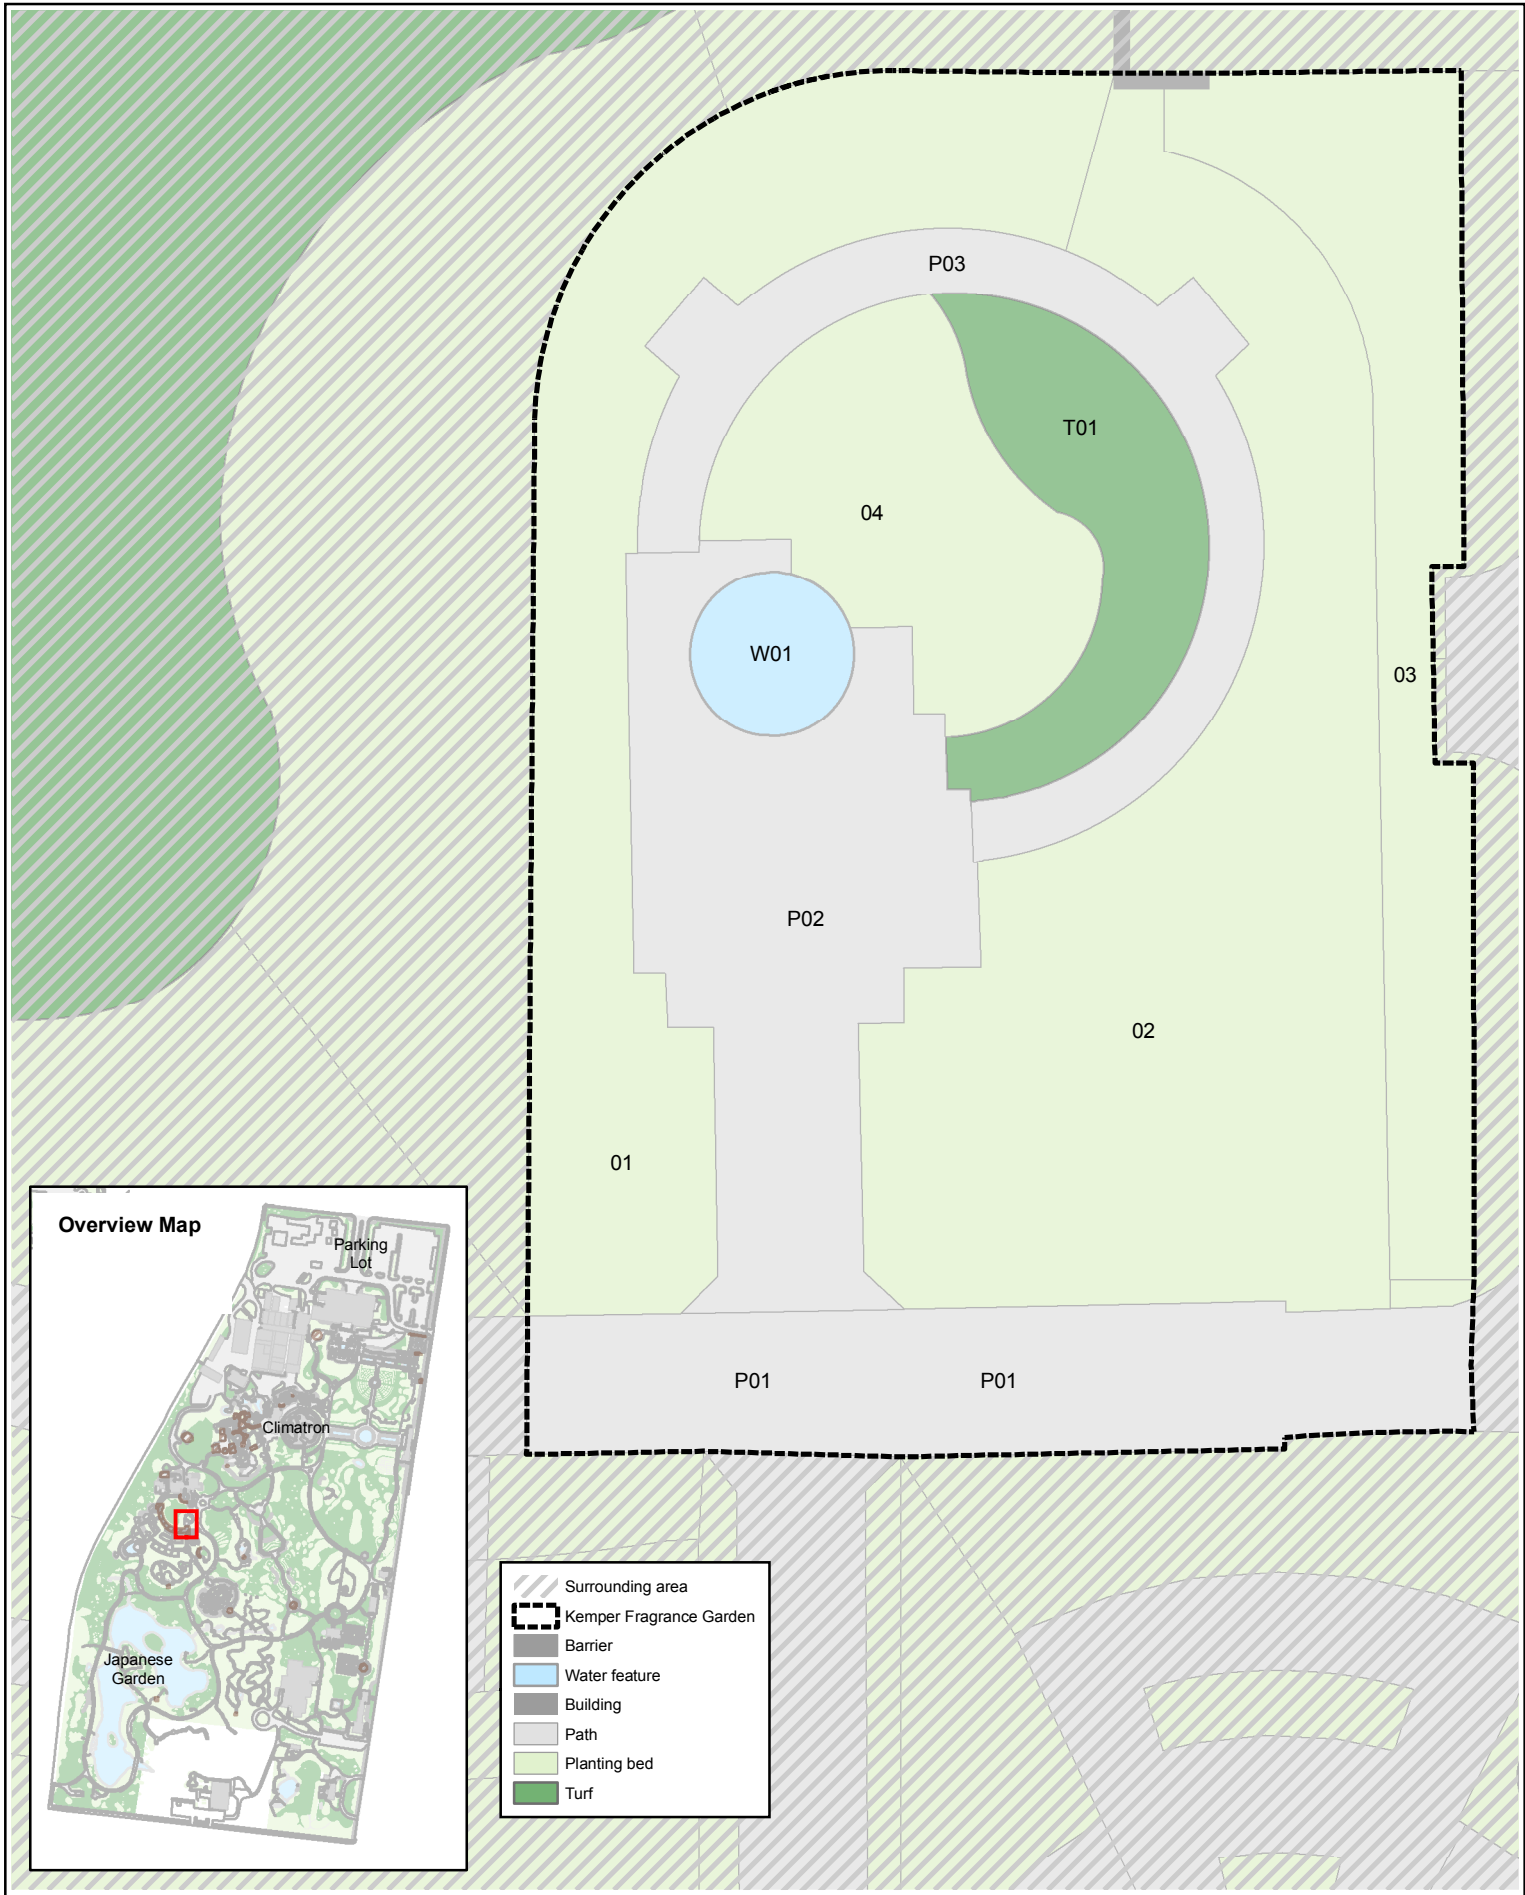 P03
T01
04
W01
03
P02
02
01
P01
P01
Overview Map
Parking
Lot
Climatron
Japanese
Garden
Surrounding area
Kemper Fragrance Garden
Barrier
Water feature
Building
Path
Planting bed
Turf